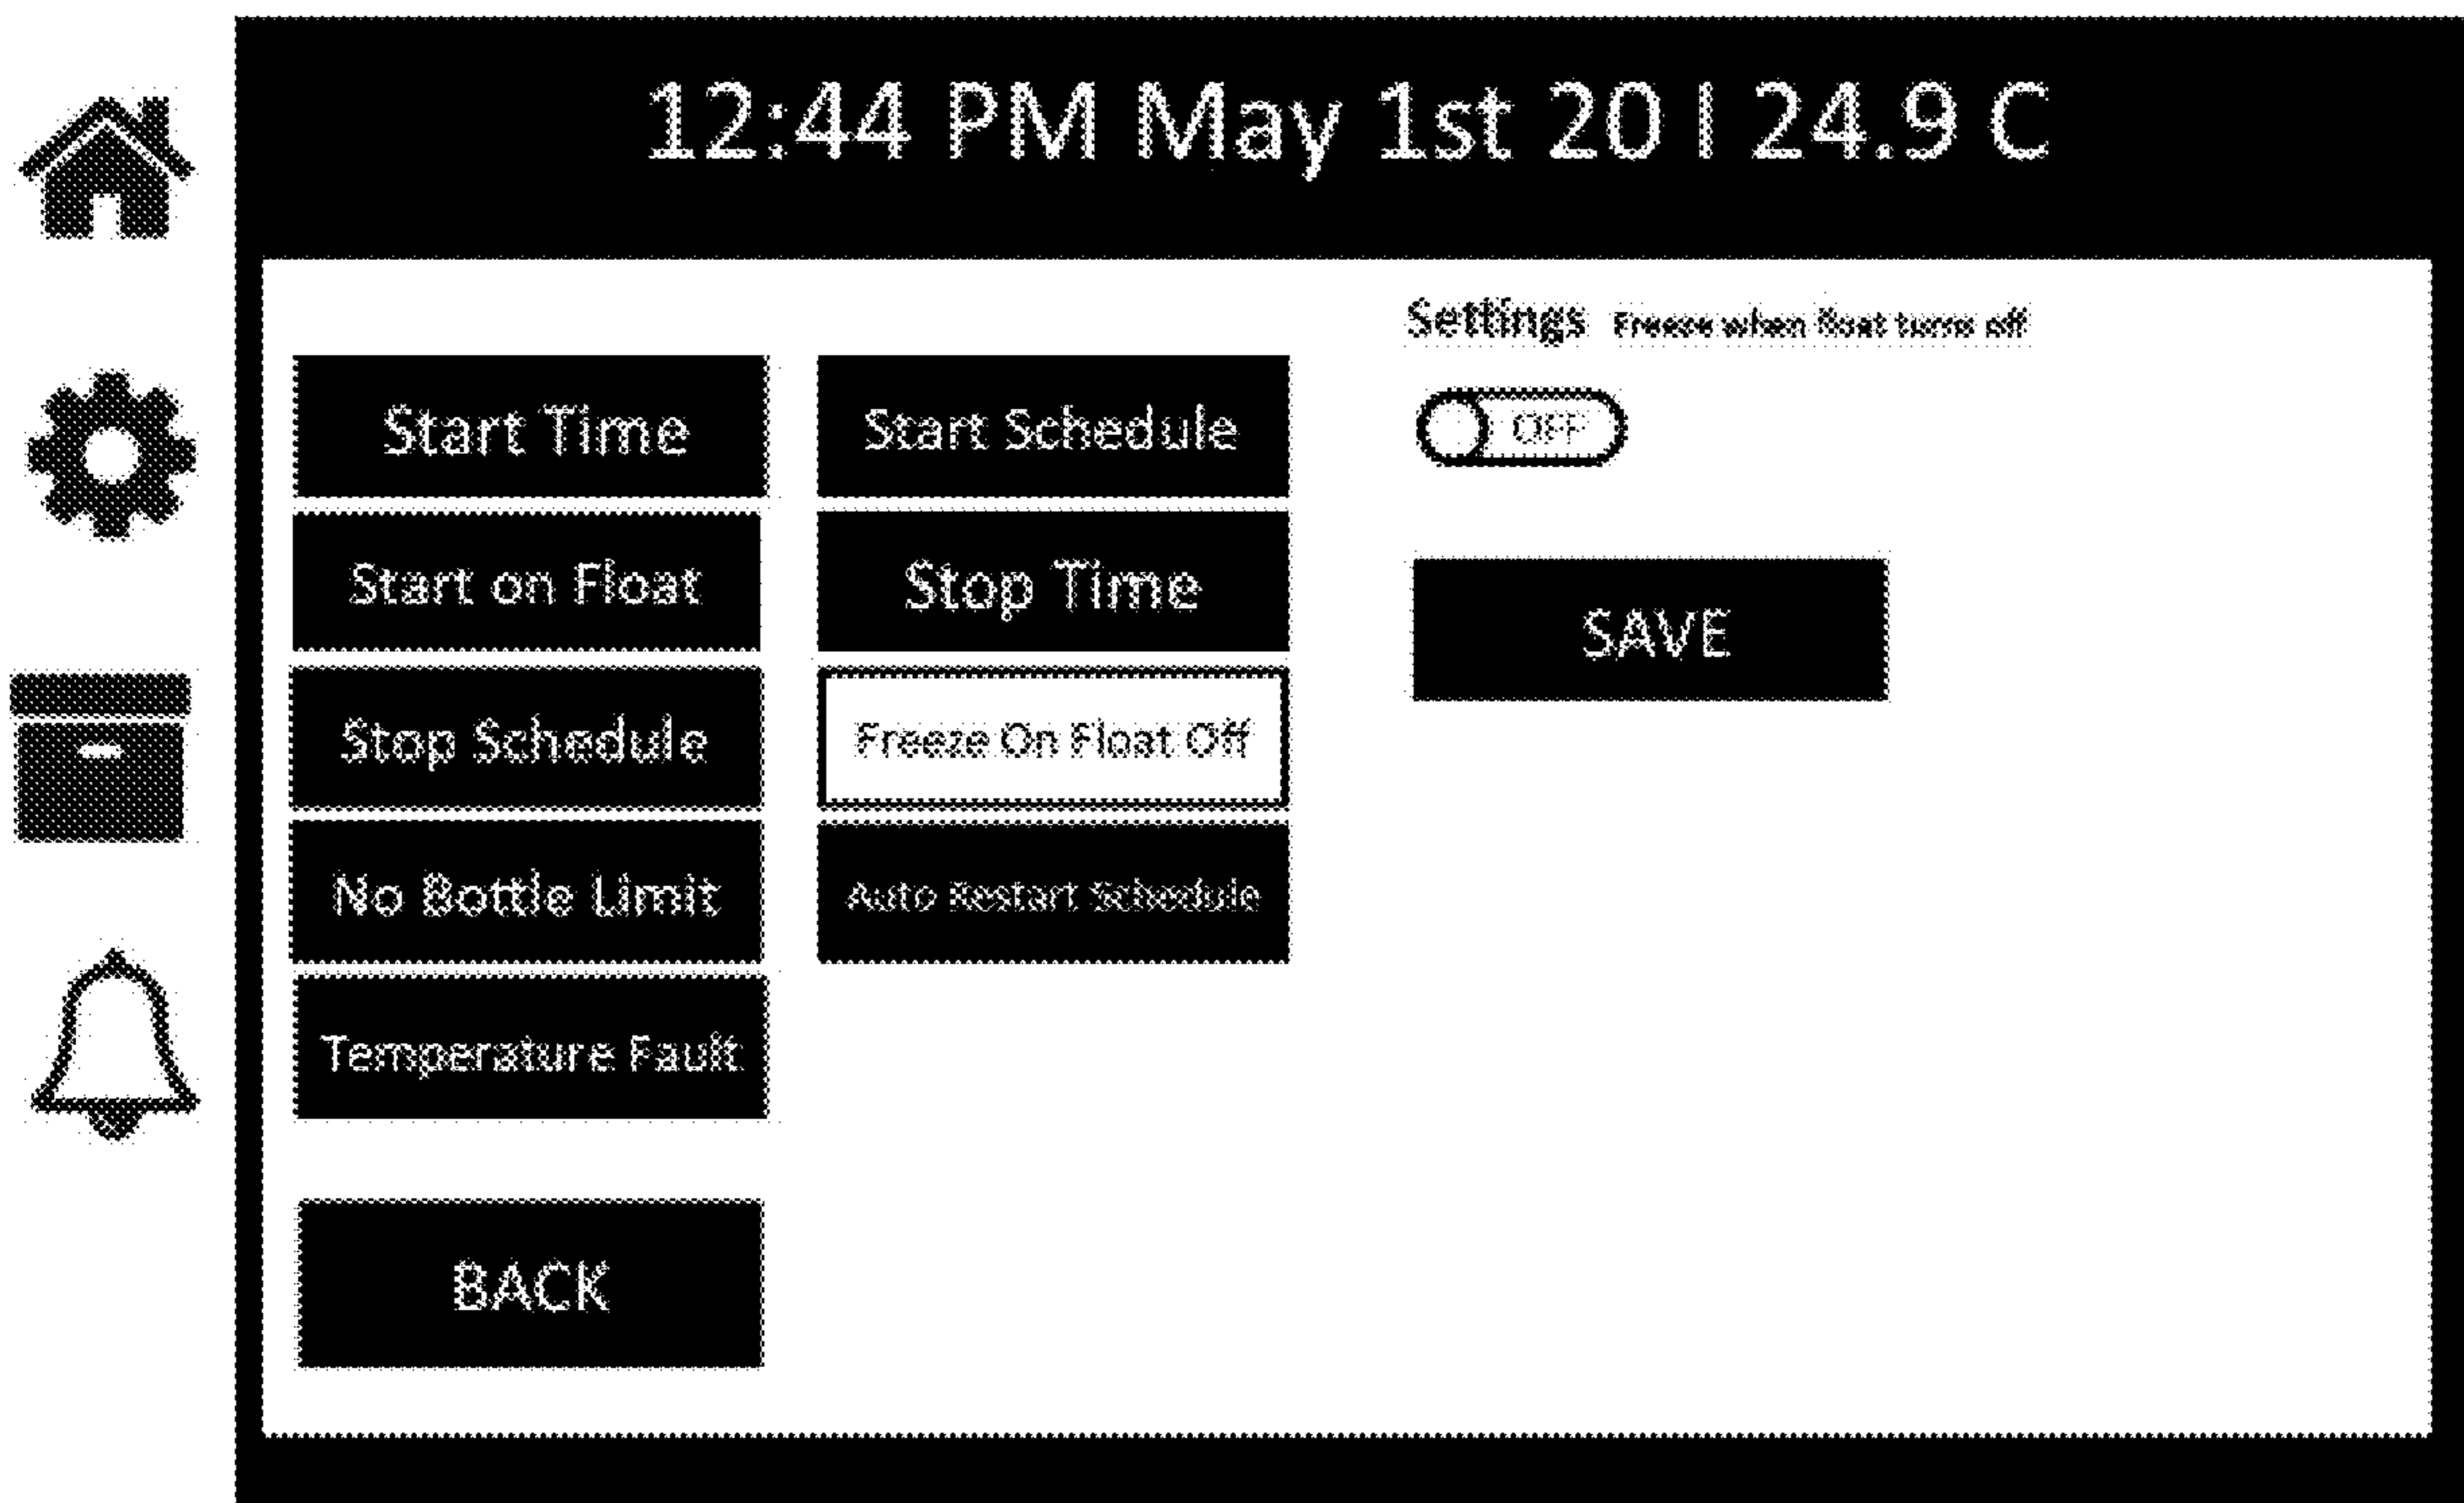 12:44 PM May 1st 20 I 24.9 C
Settings Freeze when float turns off
Start Time
Start Schedule
OFF
Start on Float
Stop Time
SAVE
Stop Schedule
Freeze On Float Off
No Bottle Limit
Auto Restart Schedule
Temperature Fault
BACK